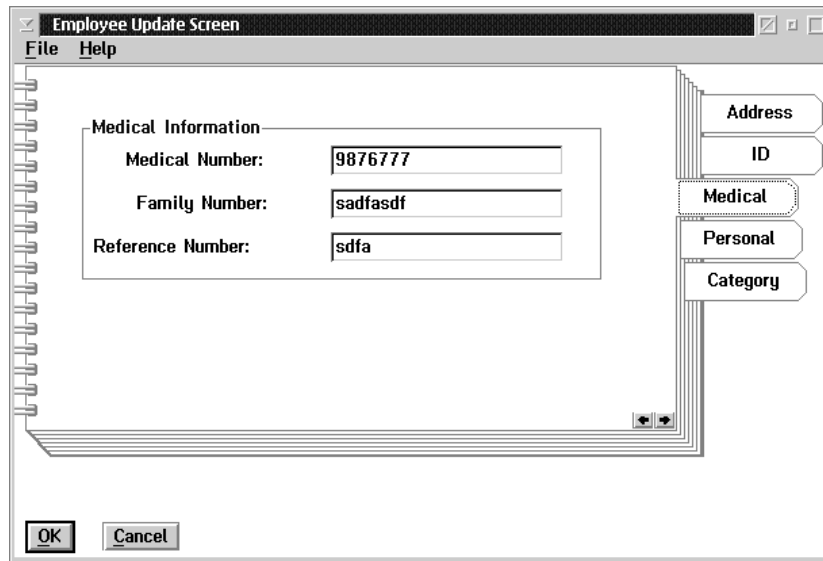 Employee Update Screen
File Help
Medical Information
Medical Number: 9876777
Family Number: sadfasdf
Reference Number: sdfa
Address
ID
Medical
Personal
Category
OK Cancel